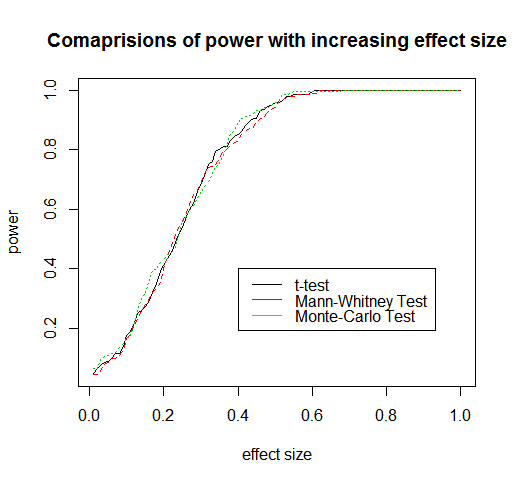 Comaprisions of power with increasing effect size
1.0
0.8
0.6
0.4
0.2
power
t-test
Mann-Whitney Test
Monte-Carlo Test
0.0 0.2 0.4 0.6 0.8 1.0
effect size